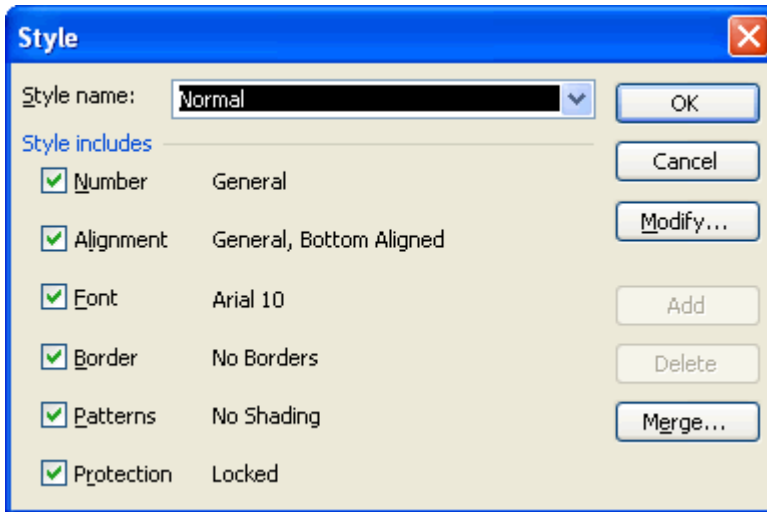 Style
Style name: Normal
OK
Style includes
Cancel
Number General
Modify...
Alignment General, Bottom Aligned
Font Arial 10
Add
Border No Borders
Delete
Patterns No Shading
Merge...
Protection Locked